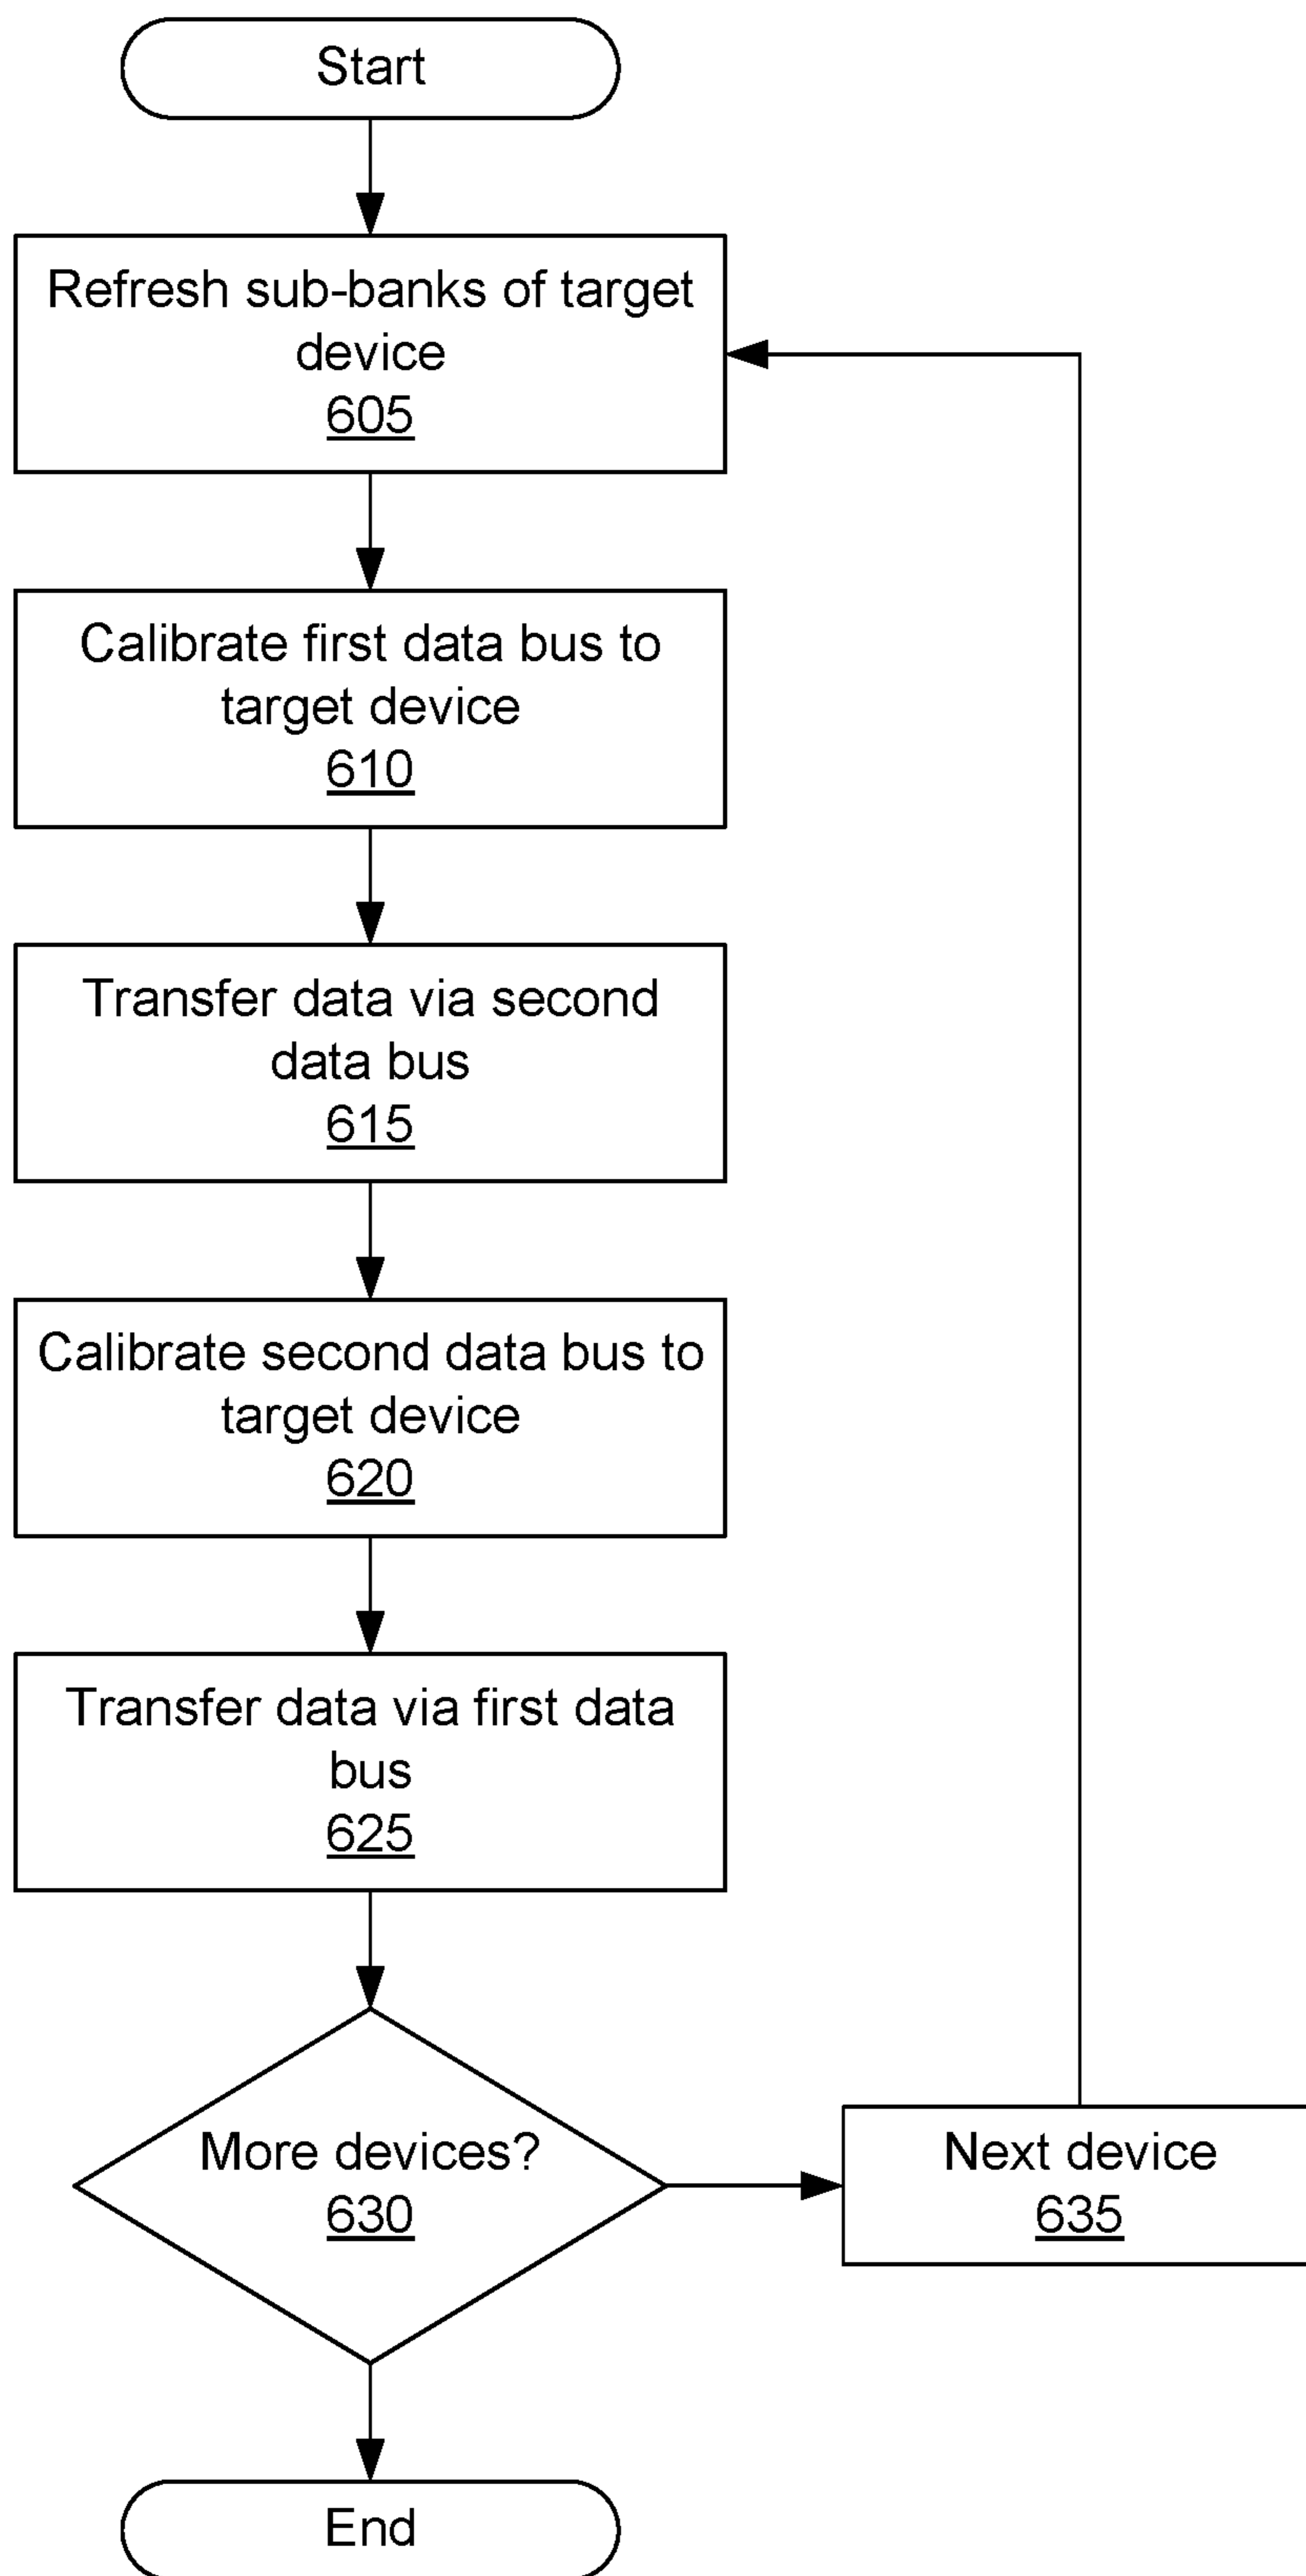 Start
Refresh sub-banks of target
device
605
Calibrate first data bus to
target device
610
Transfer data via second
data bus
615
Calibrate second data bus to
target device
620
Transfer data via first data
bus
625
More devices?
630
Next device
635
End